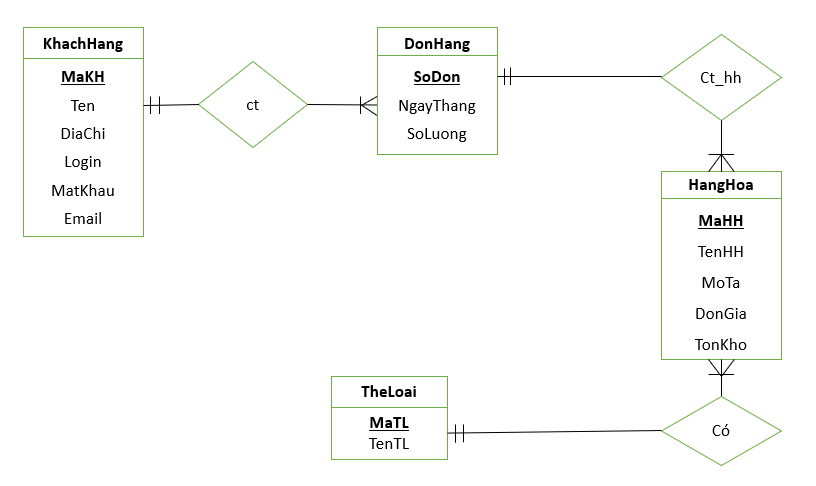 KhachHang
MaKH
Ten
DiaChi
Login
MatKhau
Email
ct
DonHang
SoDon
NgayThang
SoLuong
Ct_hh
HangHoa
MaHH
TenHH
MoTa
DonGia
TonKho
TheLoai
MaTL
TenTL
Có